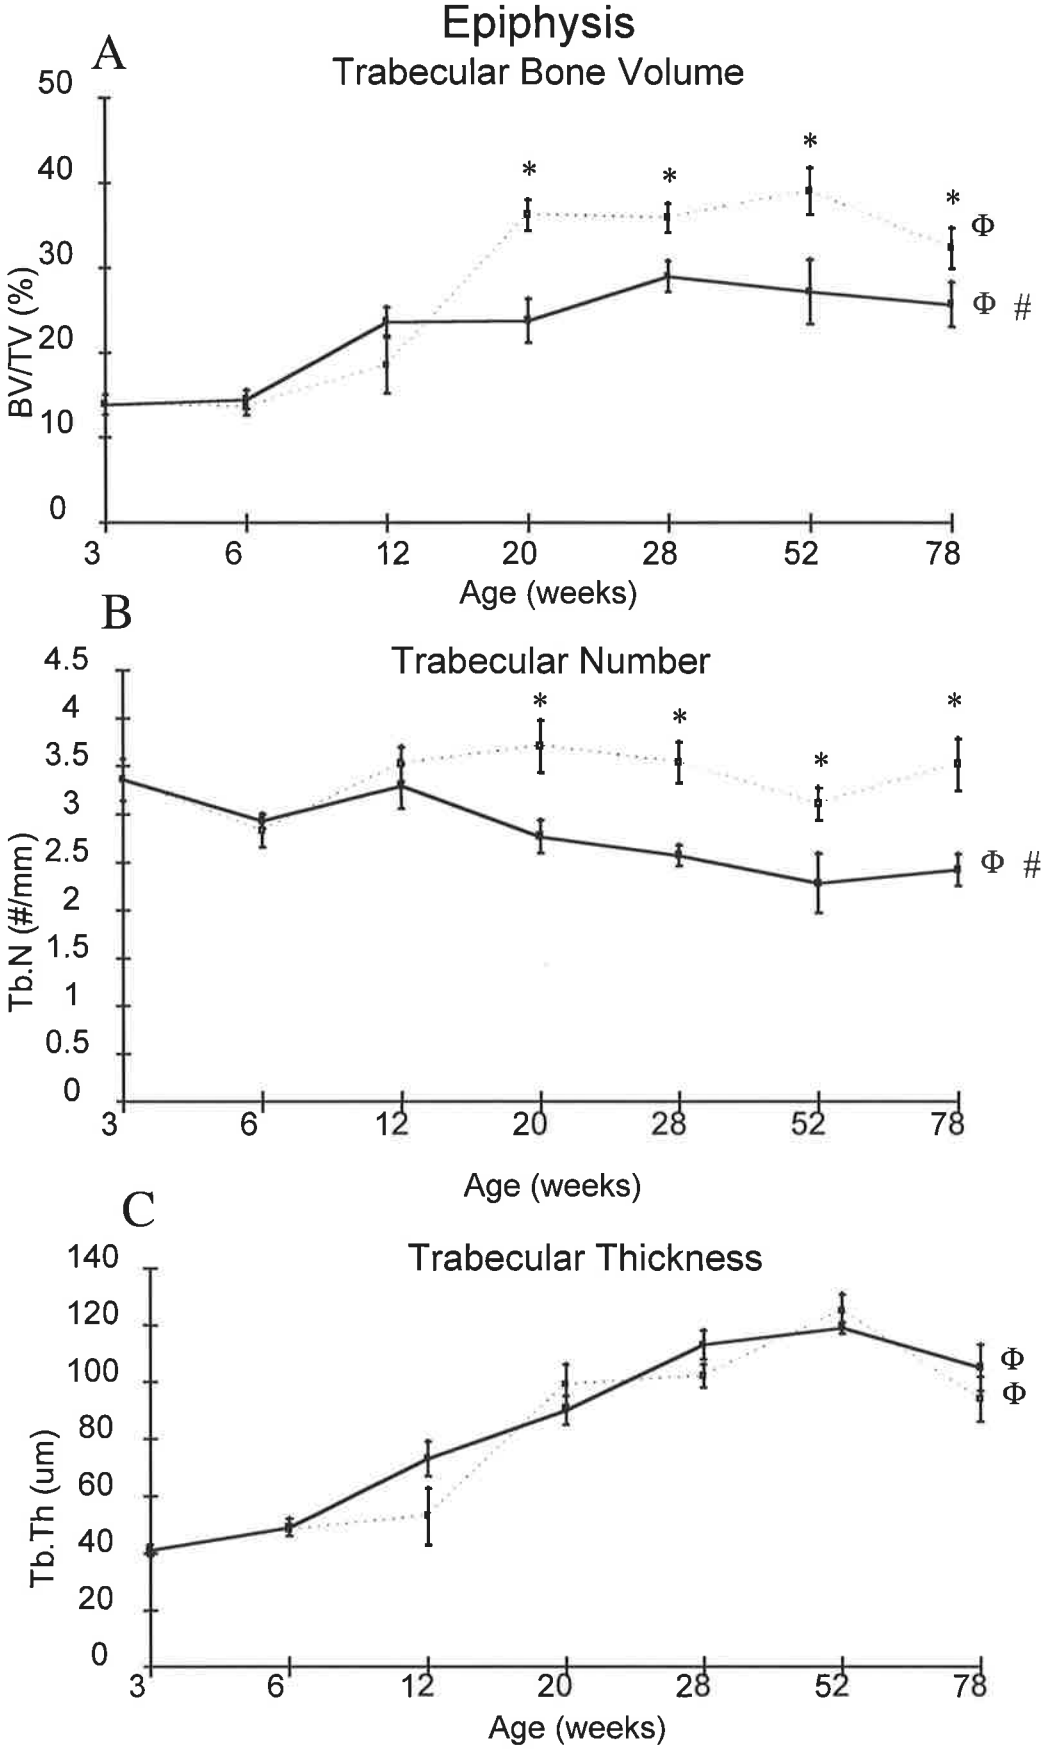 Epiphysis
A
Trabecular Bone Volume
50
40
30
20
10
0
BV/TV (%)
*
*
*
*
Φ
Φ #
3 6 12 20 28 52 78
Age (weeks)
B
Trabecular Number
4.5
4
3.5
3
2.5
2
1.5
1
0.5
0
Tb.N (#/mm)
*
*
*
*
Φ #
3 6 12 20 28 52 78
Age (weeks)
C
Trabecular Thickness
140
120
100
80
60
40
20
0
Tb.Th (um)
Φ
Φ
3 6 12 20 28 52 78
Age (weeks)